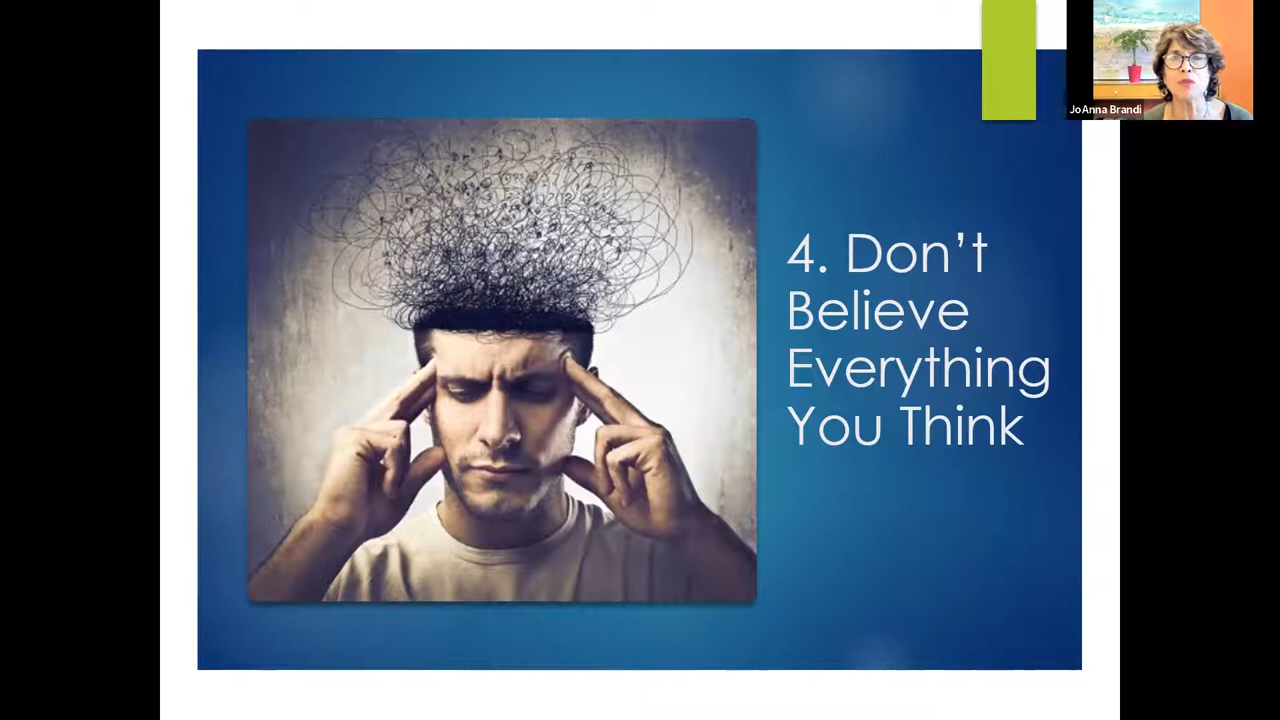 JoAnna Brandi
4. Don’t
Believe
Everything
You Think